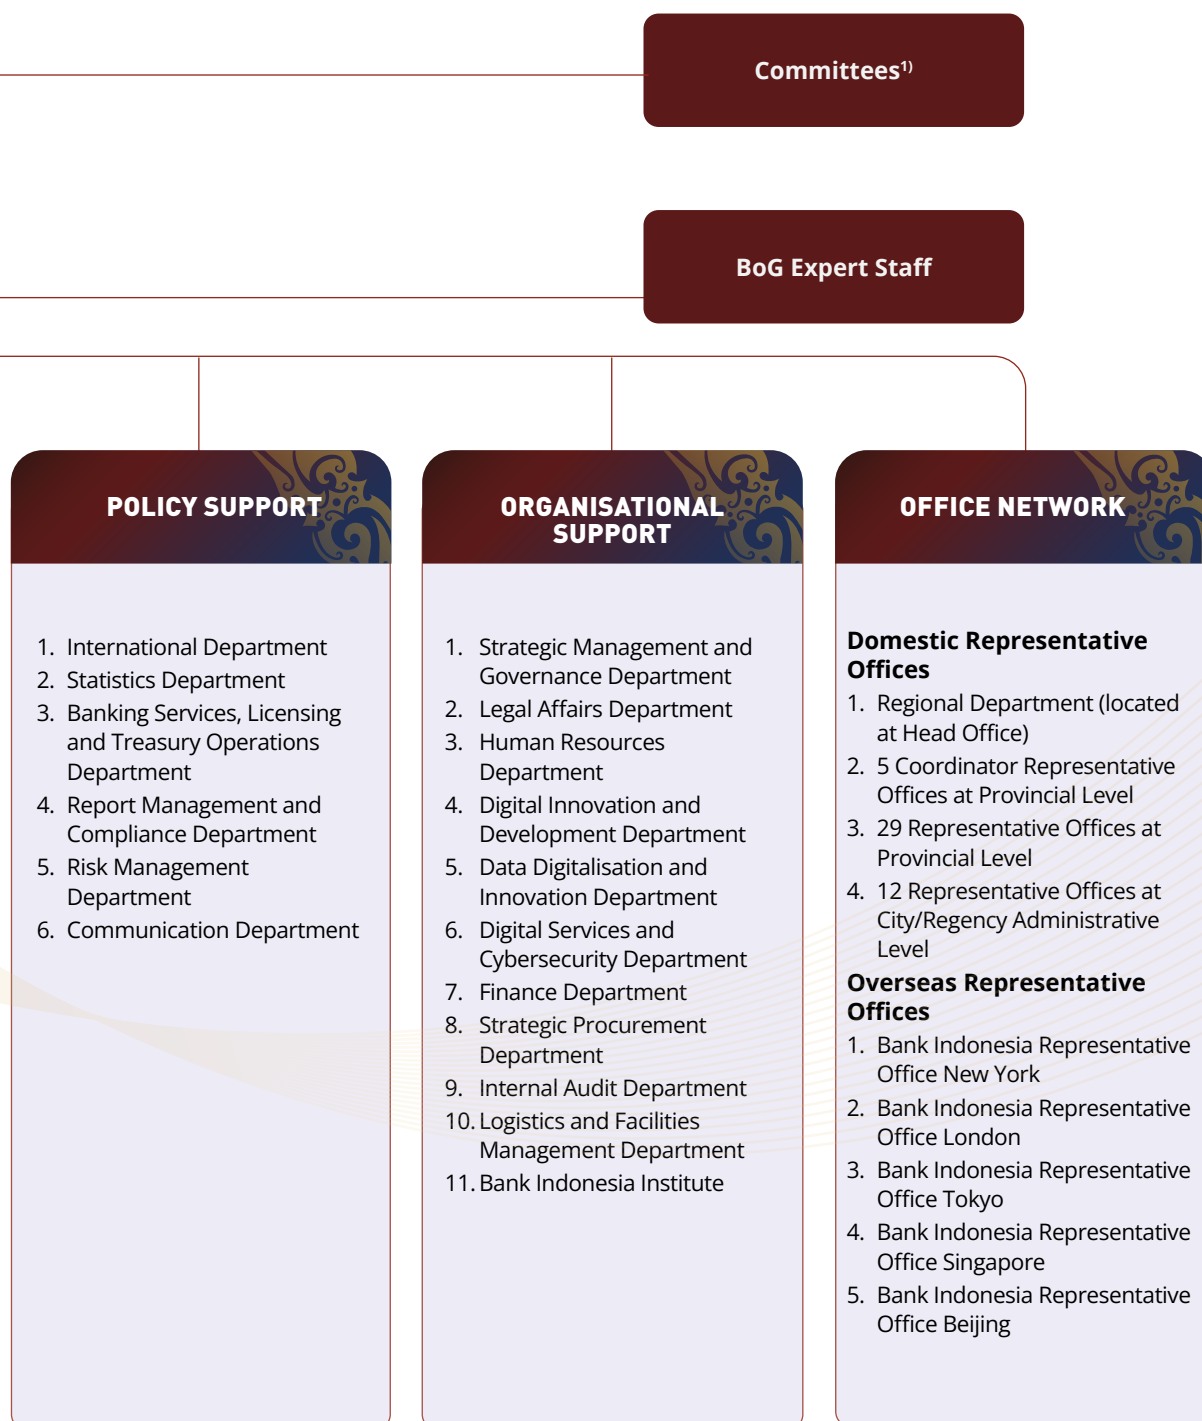 Committees1)
BoG Expert Staff
POLICY SUPPORT
1. International Department
2. Statistics Department
3. Banking Services, Licensing
and Treasury Operations
Department
4. Report Management and
Compliance Department
5. Risk Management
Department
6. Communication Department
ORGANISATIONAL
SUPPORT
1. Strategic Management and
Governance Department
2. Legal Affairs Department
3. Human Resources
Department
4. Digital Innovation and
Development Department
5. Data Digitalisation and
Innovation Department
6. Digital Services and
Cybersecurity Department
7. Finance Department
8. Strategic Procurement
Department
9. Internal Audit Department
10. Logistics and Facilities
Management Department
11. Bank Indonesia Institute
OFFICE NETWORK
Domestic Representative
Offices
1. Regional Department (located
at Head Office)
2. 5 Coordinator Representative
Offices at Provincial Level
3. 29 Representative Offices at
Provincial Level
4. 12 Representative Offices at
City/Regency Administrative
Level
Overseas Representative
Offices
1. Bank Indonesia Representative
Office New York
2. Bank Indonesia Representative
Office London
3. Bank Indonesia Representative
Office Tokyo
4. Bank Indonesia Representative
Office Singapore
5. Bank Indonesia Representative
Office Beijing